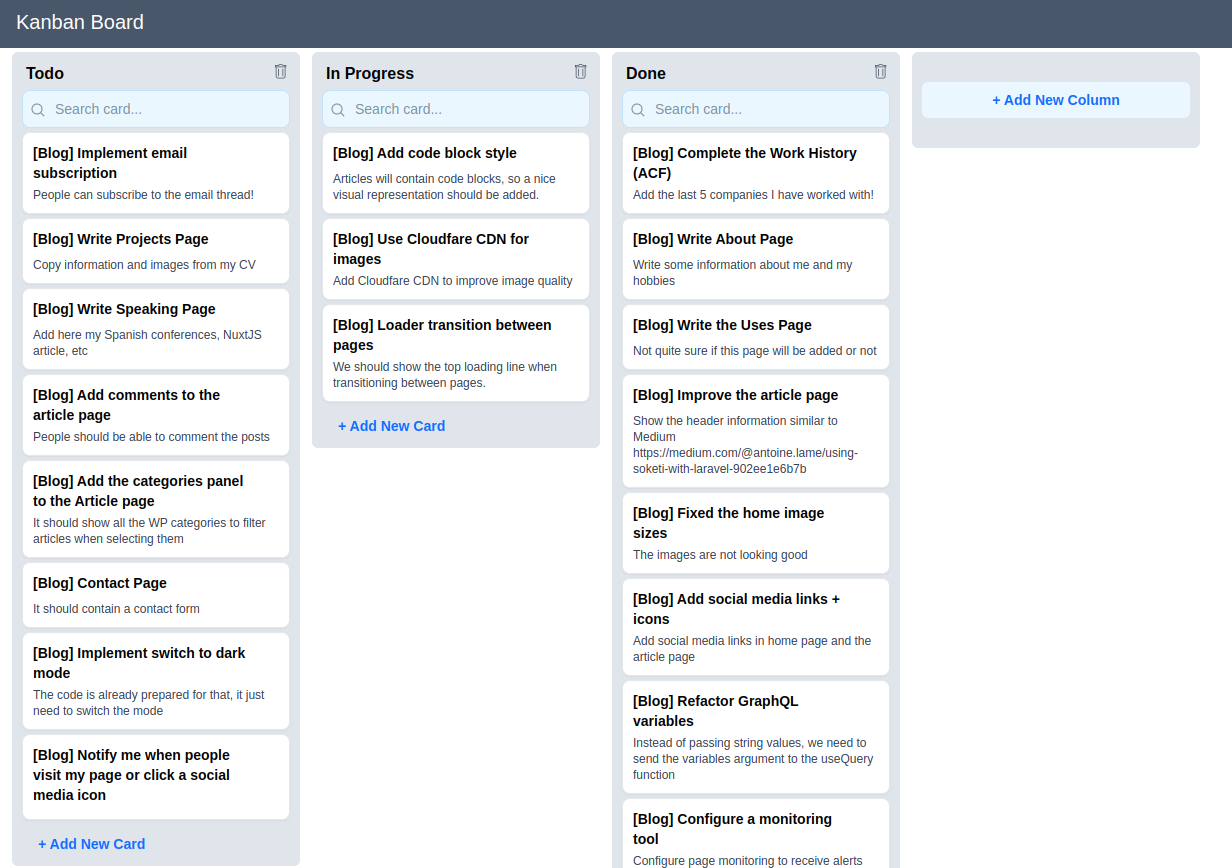 Kanban Board
Todo
Search card...
[Blog] Implement email
subscription
People can subscribe to the email thread!
[Blog] Write Projects Page
Copy information and images from my CV
[Blog] Write Speaking Page
Add here my Spanish conferences, NuxtJS
article, etc
[Blog] Add comments to the
article page
People should be able to comment the posts
[Blog] Add the categories panel
to the Article page
It should show all the WP categories to filter
articles when selecting them
[Blog] Contact Page
It should contain a contact form
[Blog] Implement switch to dark
mode
The code is already prepared for that, it just
need to switch the mode
[Blog] Notify me when people
visit my page or click a social
media icon
+ Add New Card
In Progress
Search card...
[Blog] Add code block style
Articles will contain code blocks, so a nice
visual representation should be added.
[Blog] Use Cloudfare CDN for
images
Add Cloudfare CDN to improve image quality
[Blog] Loader transition between
pages
We should show the top loading line when
transitioning between pages.
+ Add New Card
Done
Search card...
[Blog] Complete the Work History
(ACF)
Add the last 5 companies I have worked with!
[Blog] Write About Page
Write some information about me and my
hobbies
[Blog] Write the Uses Page
Not quite sure if this page will be added or not
[Blog] Improve the article page
Show the header information similar to
Medium
https://medium.com/@antoine.lame/using-
soketi-with-laravel-902ee1e6b7b
[Blog] Fixed the home image
sizes
The images are not looking good
[Blog] Add social media links +
icons
Add social media links in home page and the
article page
[Blog] Refactor GraphQL
variables
Instead of passing string values, we need to
send the variables argument to the useQuery
function
[Blog] Configure a monitoring
tool
Configure page monitoring to receive alerts
+ Add New Column